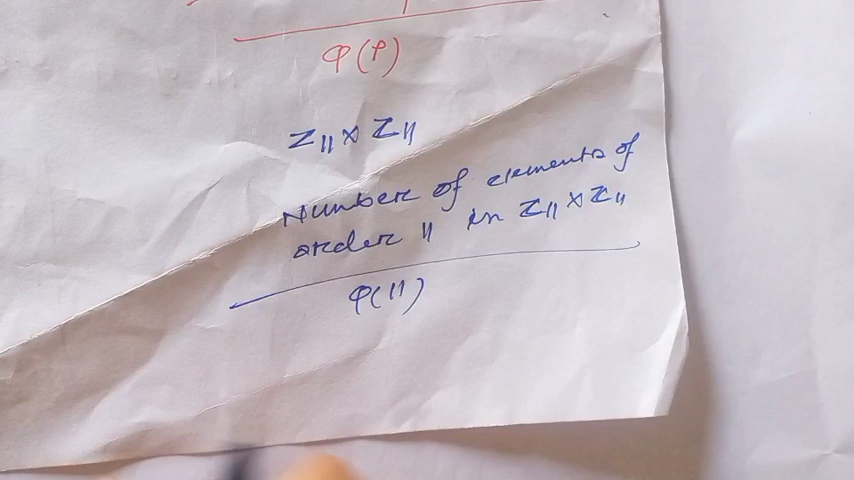 φ(p)
Z₁₁ × Z₁₁
Number of elements of
order 11 in Z₁₁ × Z₁₁
φ(11)